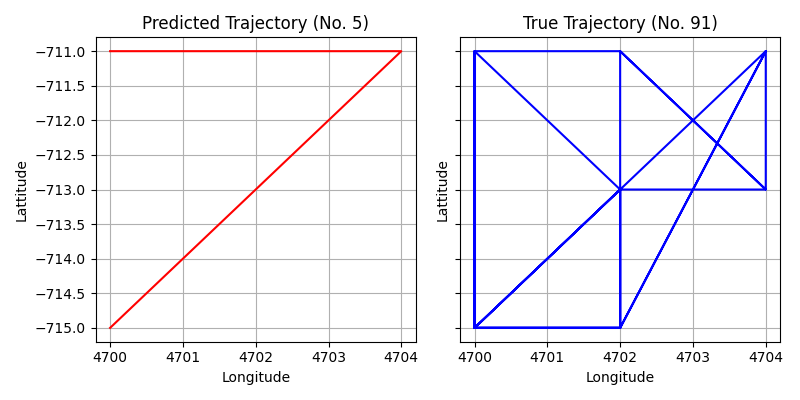 Predicted Trajectory (No. 5)
True Trajectory (No. 91)
−711.0
−711.5
−712.0
−712.5
−713.0
−713.5
−714.0
−714.5
−715.0
Lattitude
Lattitude
4700 4701 4702 4703 4704
4700 4701 4702 4703 4704
Longitude
Longitude